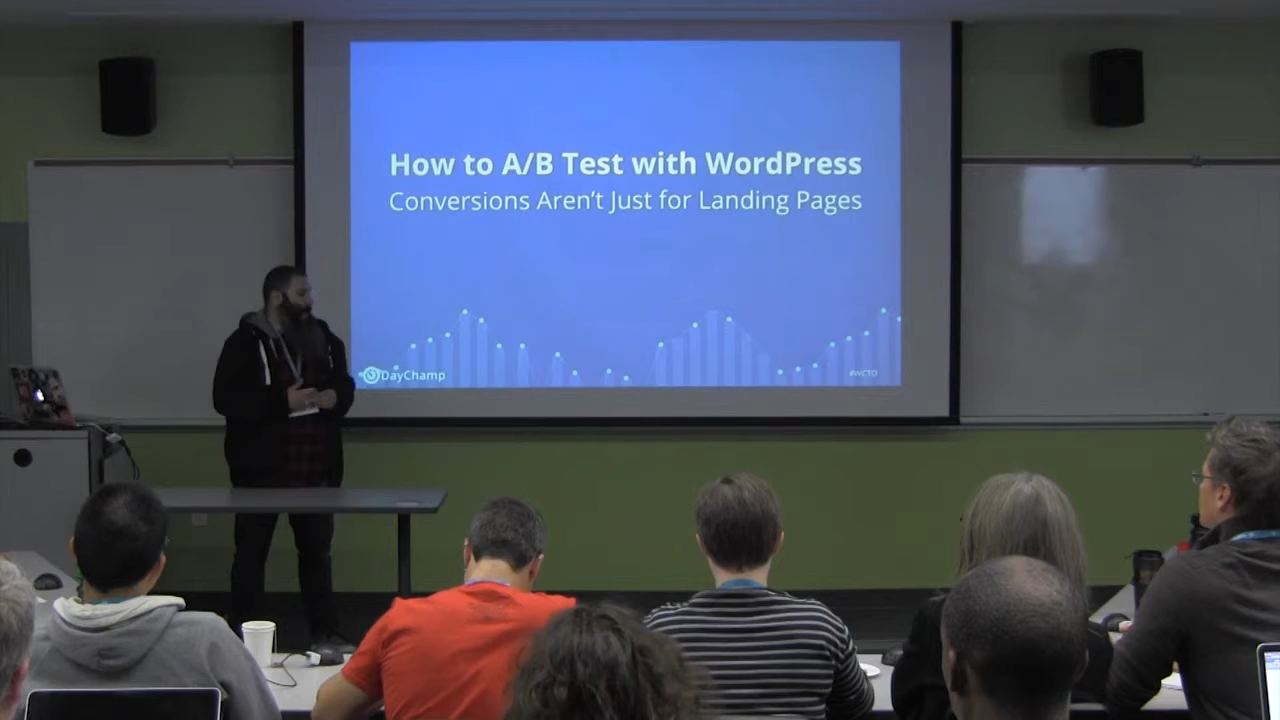 How to A/B Test with WordPress
Conversions Aren't Just for Landing Pages
DayChamp
#WCTO